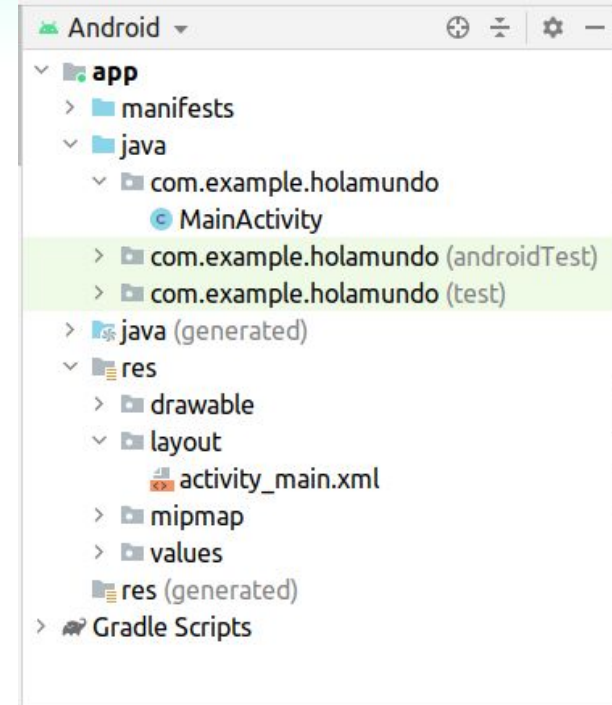 Android
app
manifests
java
com.example.holamundo
C MainActivity
com.example.holamundo (androidTest)
com.example.holamundo (test)
java (generated)
res
drawable
layout
activity_main.xml
mipmap
values
res (generated)
Gradle Scripts